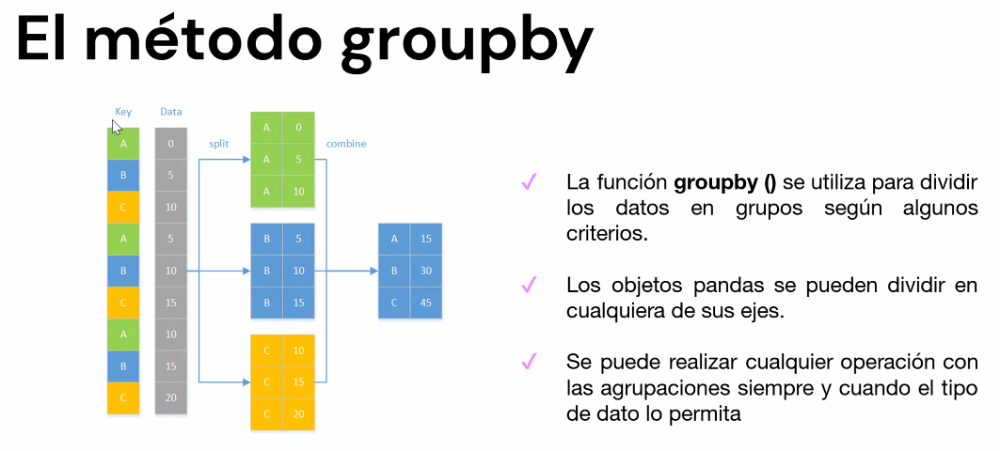 El método groupby
Key Data
A 0
B 5
C 10
A 5
B 10
C 15
A 10
B 15
C 20
split
A 0
A 5
A 10
B 5
B 10
B 15
C 10
C 15
C 20
combine
A 15
B 30
C 45
La función groupby () se utiliza para dividir
los datos en grupos según algunos
criterios.
Los objetos pandas se pueden dividir en
cualquiera de sus ejes.
Se puede realizar cualquier operación con
las agrupaciones siempre y cuando el tipo
de dato lo permita